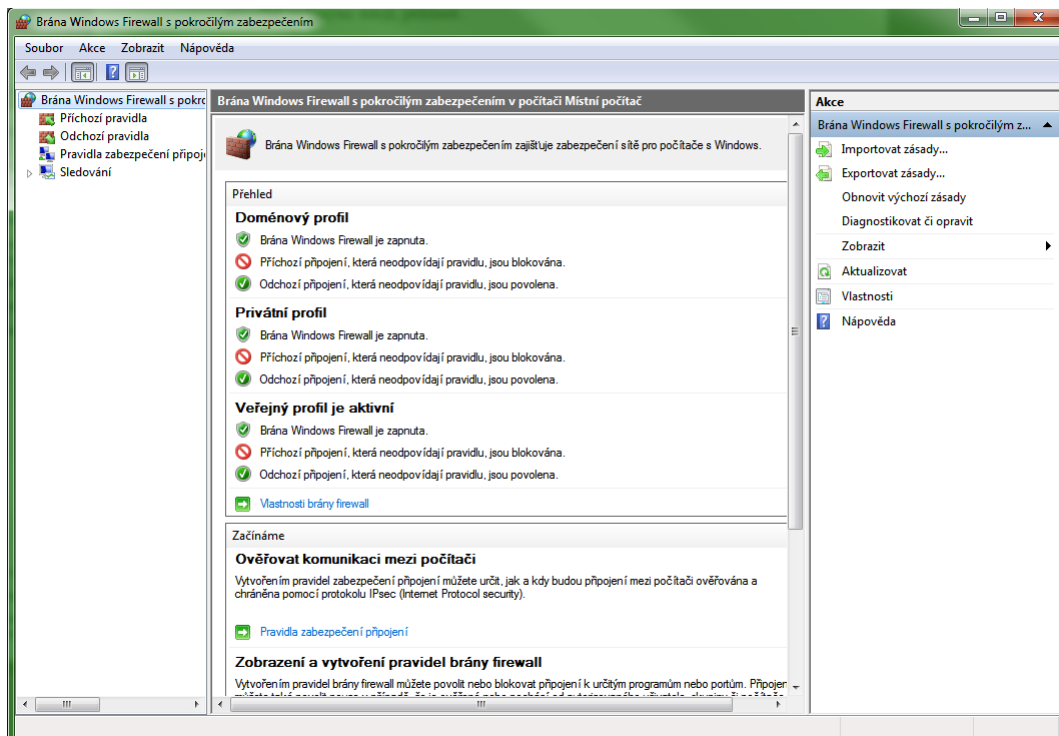 Brána Windows Firewall s pokročilým zabezpečením
Soubor Akce Zobrazit Nápověda
Brána Windows Firewall s pokro
Příchozí pravidla
Odchozí pravidla
Pravidla zabezpečení připoj
Sledování
Brána Windows Firewall s pokročilým zabezpečením v počítači Místní počítač
Brána Windows Firewall s pokročilým zabezpečením zajišťuje zabezpečení sítě pro počítače s Windows.
Přehled
Doménový profil
Brána Windows Firewall je zapnuta.
Příchozí připojení, která neodpovídají pravidlu, jsou blokována.
Odchozí připojení, která neodpovídají pravidlu, jsou povolena.
Privátní profil
Brána Windows Firewall je zapnuta.
Příchozí připojení, která neodpovídají pravidlu, jsou blokována.
Odchozí připojení, která neodpovídají pravidlu, jsou povolena.
Veřejný profil je aktivní
Brána Windows Firewall je zapnuta.
Příchozí připojení, která neodpovídají pravidlu, jsou blokována.
Odchozí připojení, která neodpovídají pravidlu, jsou povolena.
Vlastnosti brány firewall
Začínáme
Ověřovat komunikaci mezi počítači
Vytvořením pravidel zabezpečení připojení můžete určit, jak a kdy budou připojení mezi počítači ověřována a
chráněna pomocí protokolu IPsec (Internet Protocol security).
Pravidla zabezpečení připojení
Zobrazení a vytvoření pravidel brány firewall
Vytvořením pravidel brány firewall můžete povolit nebo blokovat připojení k určitým programům nebo portům. Připojen
Akce
Brána Windows Firewall s pokročilým z...
Importovat zásady...
Exportovat zásady...
Obnovit výchozí zásady
Diagnostikovat či opravit
Zobrazit
Aktualizovat
Vlastnosti
Nápověda